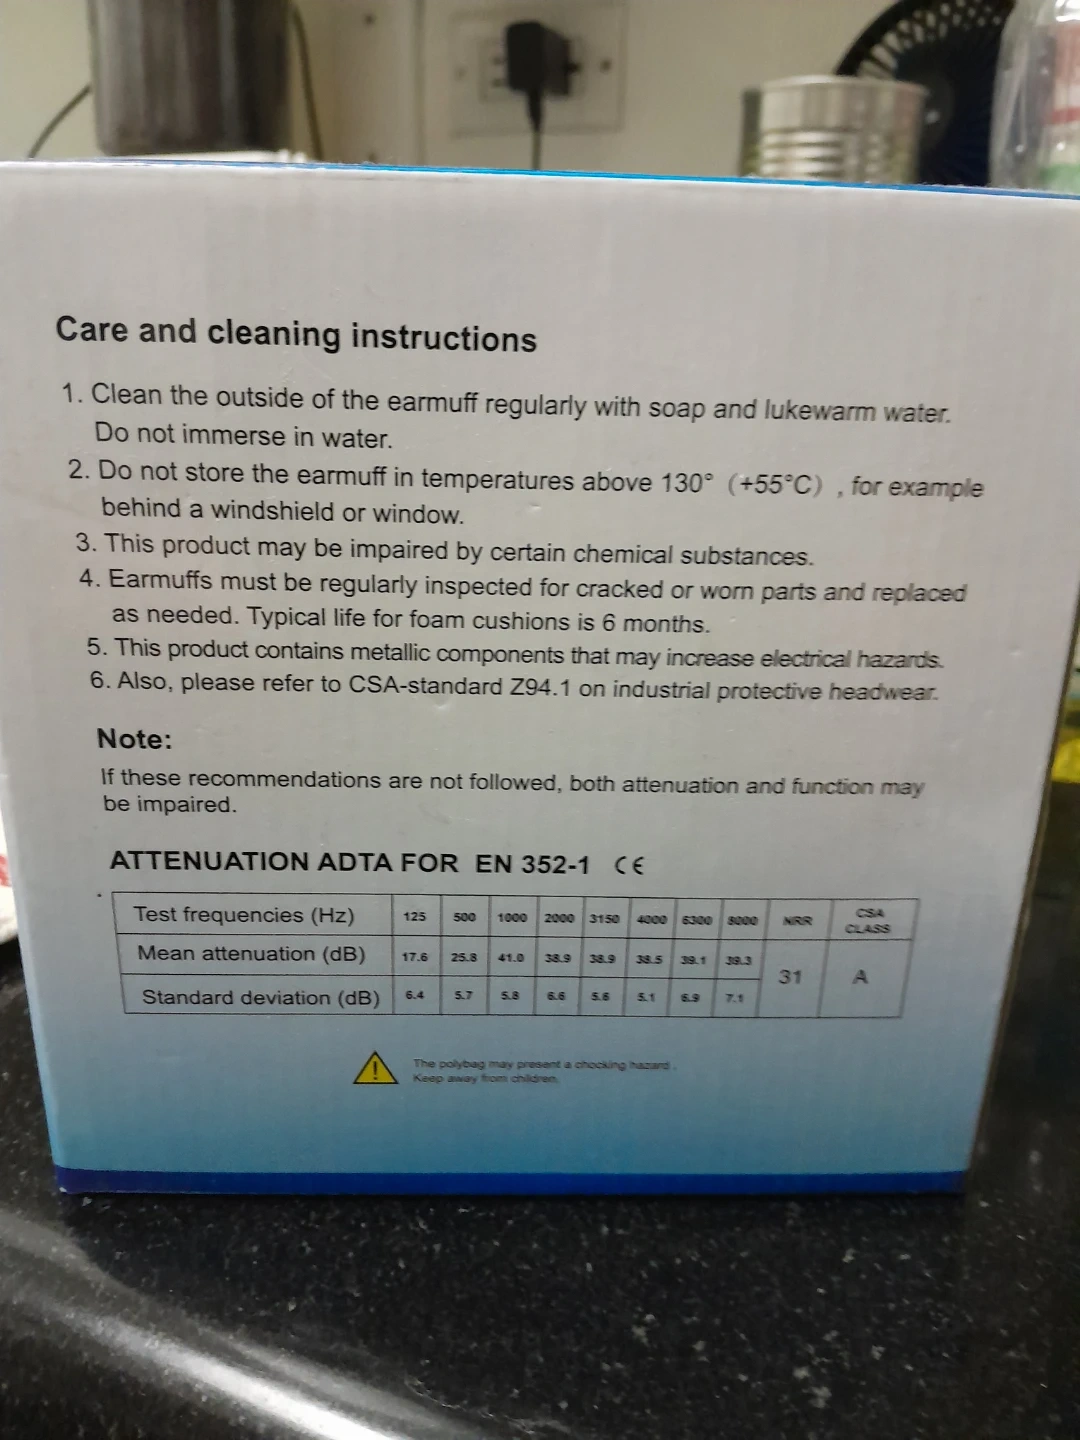 Care and cleaning instructions
1. Clean the outside of the earmuff regularly with soap and lukewarm water.
Do not immerse in water.
2. Do not store the earmuff in temperatures above 130° (+55°C) , for example
behind a windshield or window.
3. This product may be impaired by certain chemical substances.
4. Earmuffs must be regularly inspected for cracked or worn parts and replaced
as needed. Typical life for foam cushions is 6 months.
5. This product contains metallic components that may increase electrical hazards.
6. Also, please refer to CSA-standard Z94.1 on industrial protective headwear.
Note:
If these recommendations are not followed, both attenuation and function may
be impaired.
ATTENUATION ADTA FOR EN 352-1 CE
Test frequencies (Hz) 125 500 1000 2000 3150 4000 6300 8000 NRR CSA CLASS
Mean attenuation (dB) 17.6 25.8 41.0 38.9 38.9 38.5 39.1 39.3 31 A
Standard deviation (dB) 6.4 5.7 5.8 6.6 5.6 5.1 6.9 7.1
The polybag may present a chocking hazard .
Keep away from children.